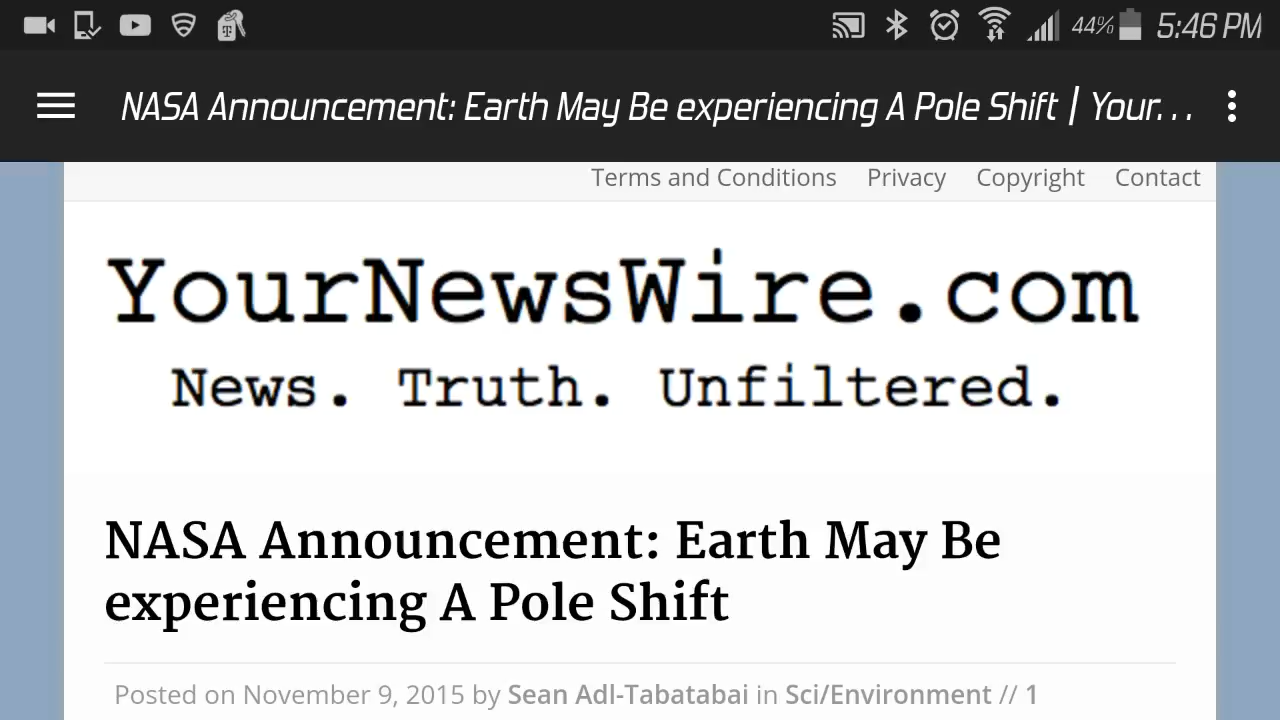 44% 5:46 PM
NASA Announcement: Earth May Be experiencing A Pole Shift | Your...
Terms and Conditions Privacy Copyright Contact
YourNewsWire.com
News. Truth. Unfiltered.
NASA Announcement: Earth May Be
experiencing A Pole Shift
Posted on November 9, 2015 by Sean Adl-Tabatabai in Sci/Environment // 1